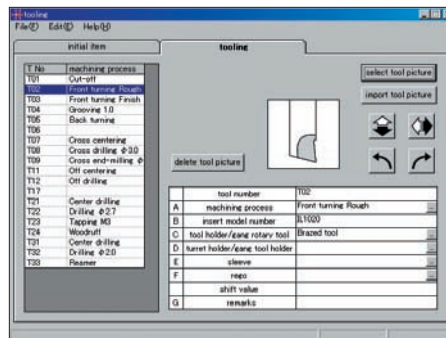 tooling
File(F) Edit(E) Help(H)
initial item
tooling
T No machining process
T01 Cut-off
T02 Front turning Rough
T03 Front turning Finish
T04 Grooving 1.0
T05 Back turning
T06
T07 Cross centering
T08 Cross drilling φ3.0
T09 Cross end-milling φ
T11 Off centering
T12 Off drilling
T17
T21 Center drilling
T22 Drilling φ2.7
T23 Tapping M3
T24 Woodruff
T31 Center drilling
T32 Drilling φ2.0
T33 Reamer
select tool picture
import tool picture
delete tool picture
tool number T02
A machining process Front turning Rough ...
B insert model number IL1020
C tool holder/gang rotary tool Brazed tool ...
D turret holder/gang tool holder ...
E sleeve ...
F rego ...
shift value
G remarks